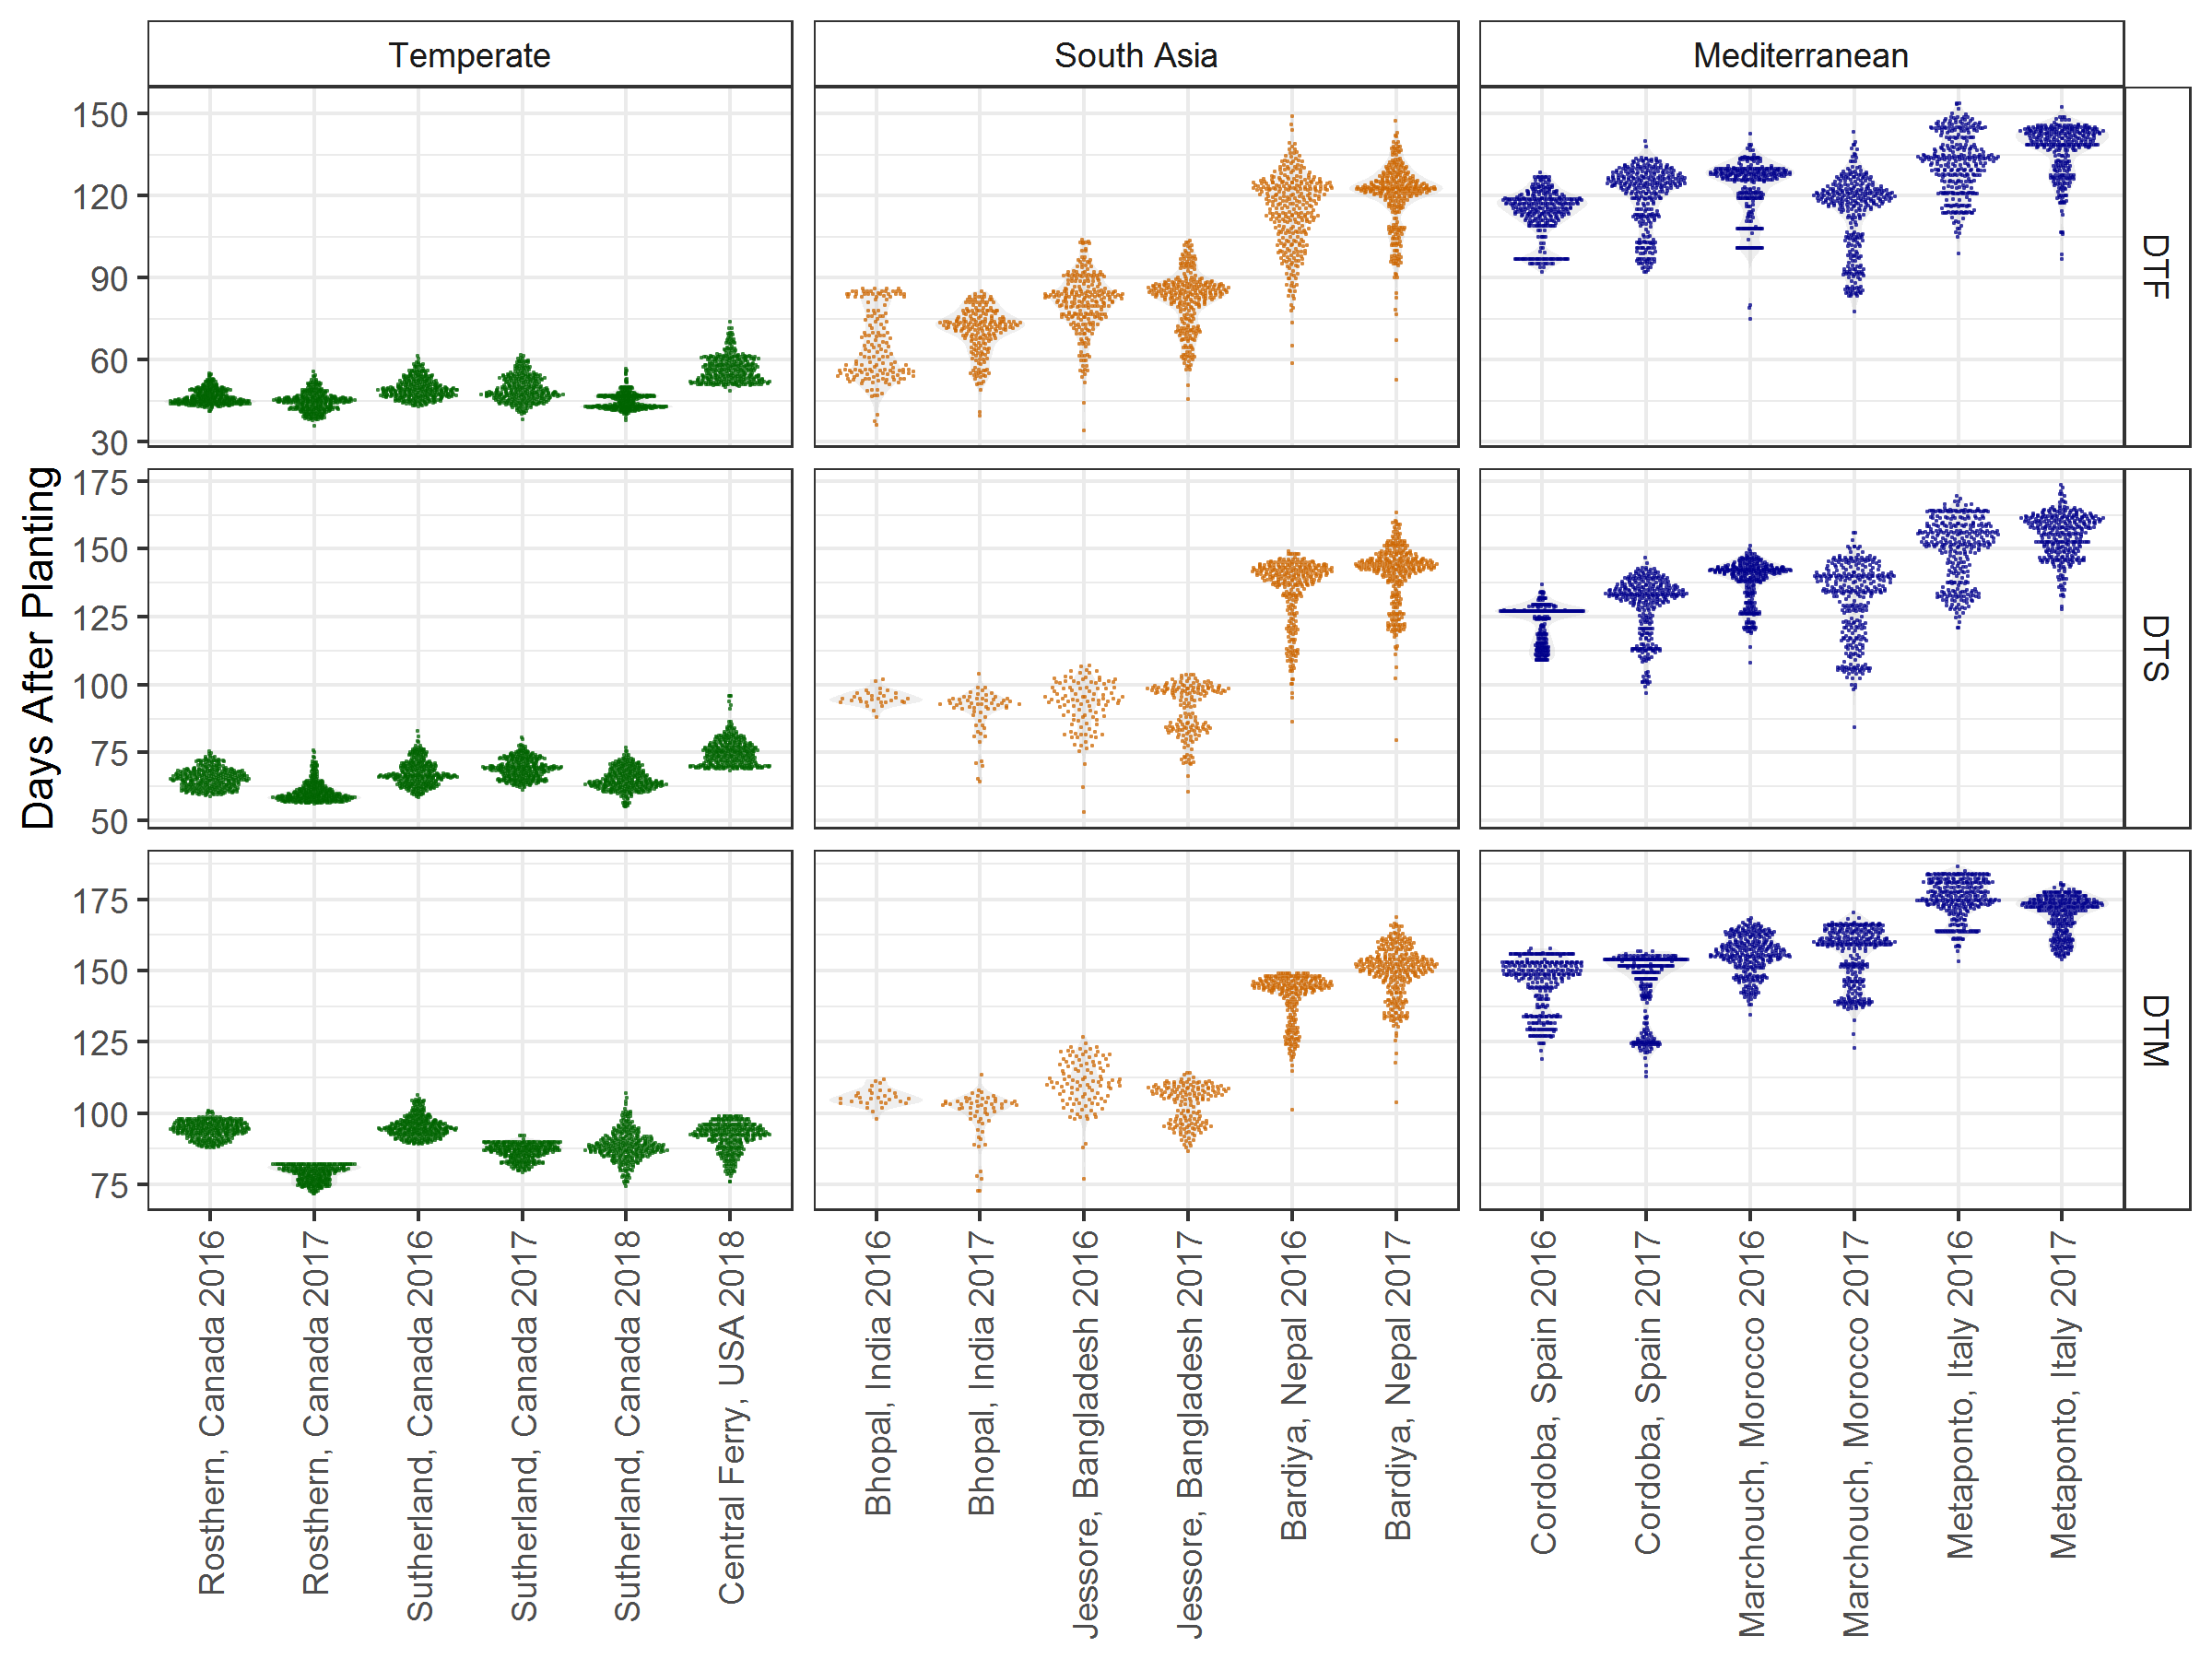 Temperate
South Asia
Mediterranean
Days After Planting
150
120
90
60
30
DTF
175
150
125
100
75
50
DTS
175
150
125
100
75
DTM
Rosthern, Canada 2016
Rosthern, Canada 2017
Sutherland, Canada 2016
Sutherland, Canada 2017
Sutherland, Canada 2018
Central Ferry, USA 2018
Bhopal, India 2016
Bhopal, India 2017
Jessore, Bangladesh 2016
Jessore, Bangladesh 2017
Bardiya, Nepal 2016
Bardiya, Nepal 2017
Cordoba, Spain 2016
Cordoba, Spain 2017
Marchouch, Morocco 2016
Marchouch, Morocco 2017
Metaponto, Italy 2016
Metaponto, Italy 2017